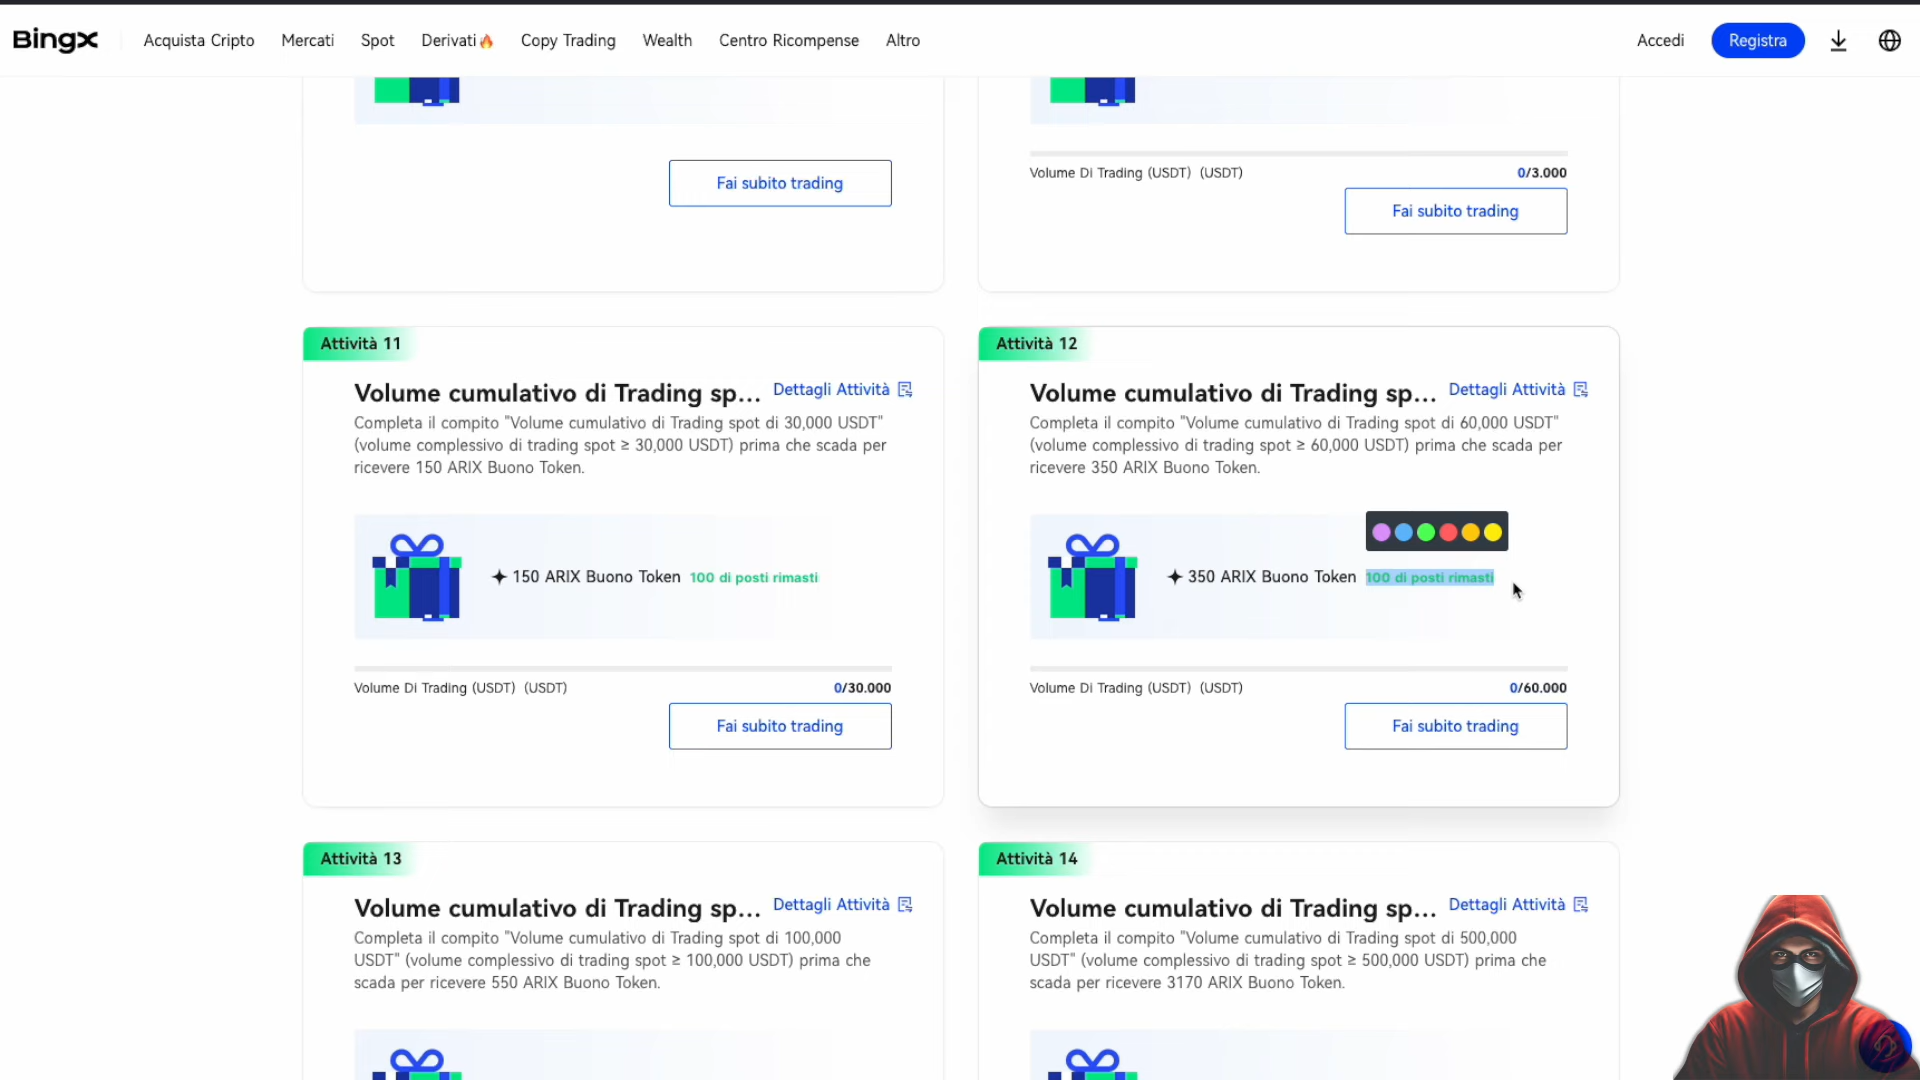 BingX
Acquista Cripto
Mercati
Spot
Derivati
Copy Trading
Wealth
Centro Ricompense
Altro
Accedi
Registra
Fai subito trading
Volume Di Trading (USDT) (USDT)
0/3.000
Fai subito trading
Attività 11
Volume cumulativo di Trading sp...
Dettagli Attività
Completa il compito "Volume cumulativo di Trading spot di 30,000 USDT"
(volume complessivo di trading spot ≥ 30,000 USDT) prima che scada per
ricevere 150 ARIX Buono Token.
150 ARIX Buono Token 100 di posti rimasti
Volume Di Trading (USDT) (USDT)
0/30.000
Fai subito trading
Attività 12
Volume cumulativo di Trading sp...
Dettagli Attività
Completa il compito "Volume cumulativo di Trading spot di 60,000 USDT"
(volume complessivo di trading spot ≥ 60,000 USDT) prima che scada per
ricevere 350 ARIX Buono Token.
350 ARIX Buono Token 100 di posti rimasti
Volume Di Trading (USDT) (USDT)
0/60.000
Fai subito trading
Attività 13
Volume cumulativo di Trading sp...
Dettagli Attività
Completa il compito "Volume cumulativo di Trading spot di 100,000
USDT" (volume complessivo di trading spot ≥ 100,000 USDT) prima che
scada per ricevere 550 ARIX Buono Token.
Attività 14
Volume cumulativo di Trading sp...
Dettagli Attività
Completa il compito "Volume cumulativo di Trading spot di 500,000
USDT" (volume complessivo di trading spot ≥ 500,000 USDT) prima che
scada per ricevere 3170 ARIX Buono Token.